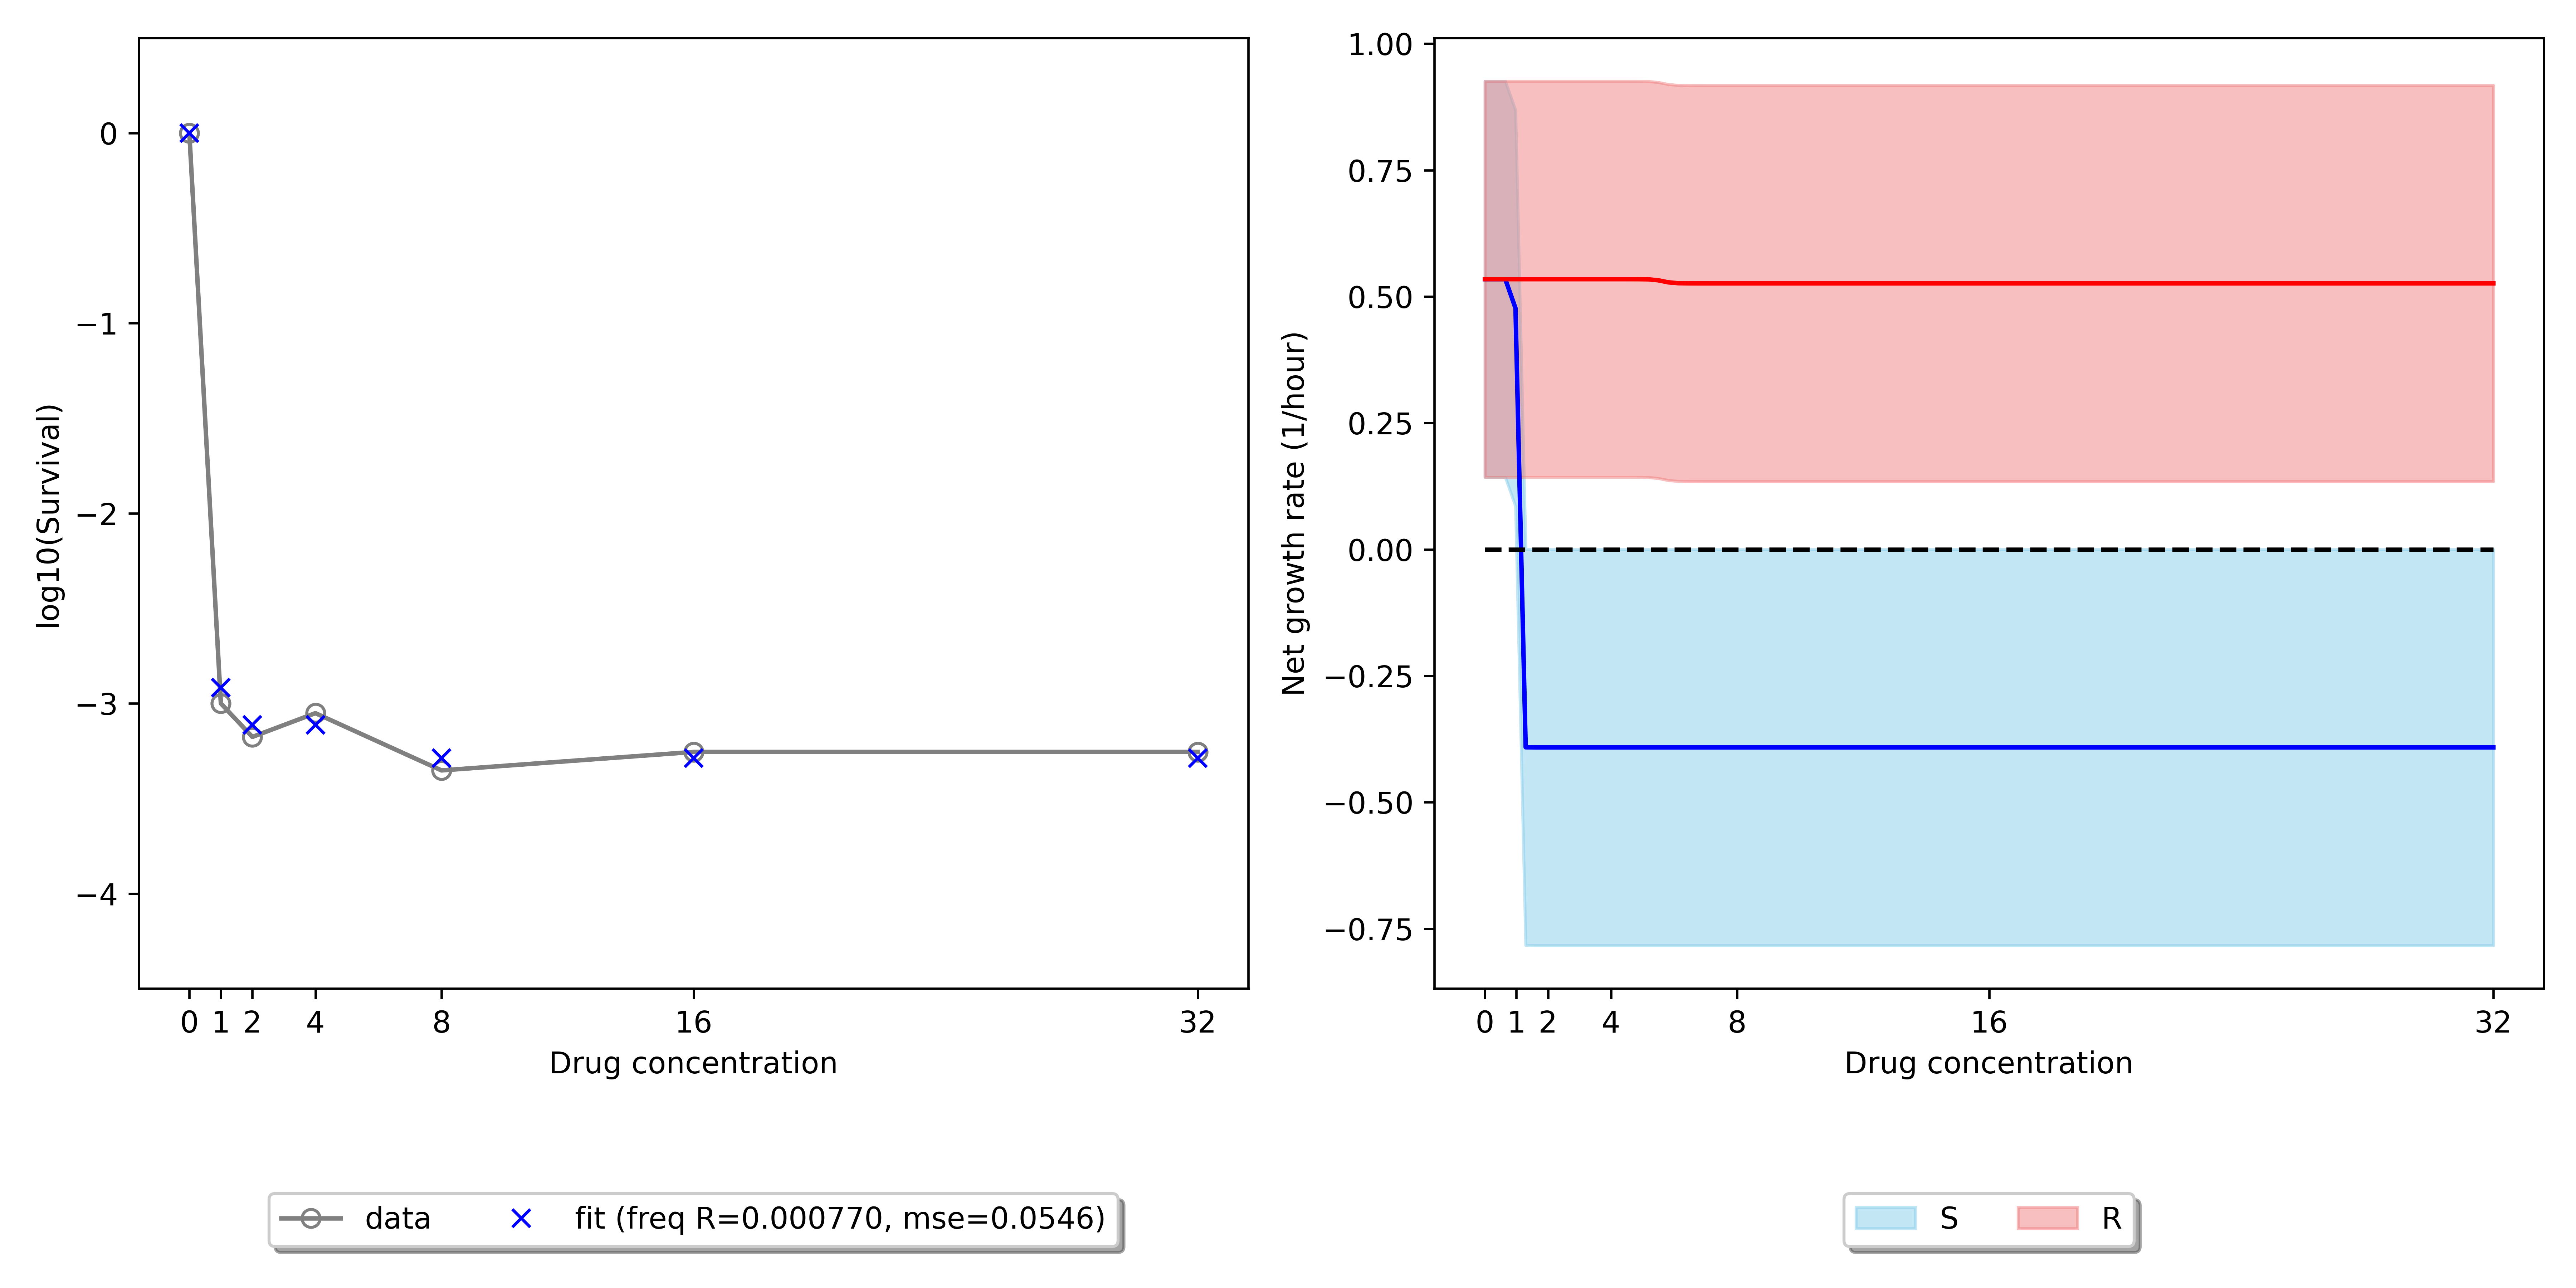 log10(Survival)
0
−1
−2
−3
−4
0 1 2 4 8 16 32
Drug concentration
data fit (freq R=0.000770, mse=0.0546)
Net growth rate (1/hour)
1.00
0.75
0.50
0.25
0.00
−0.25
−0.50
−0.75
0 1 2 4 8 16 32
Drug concentration
S R